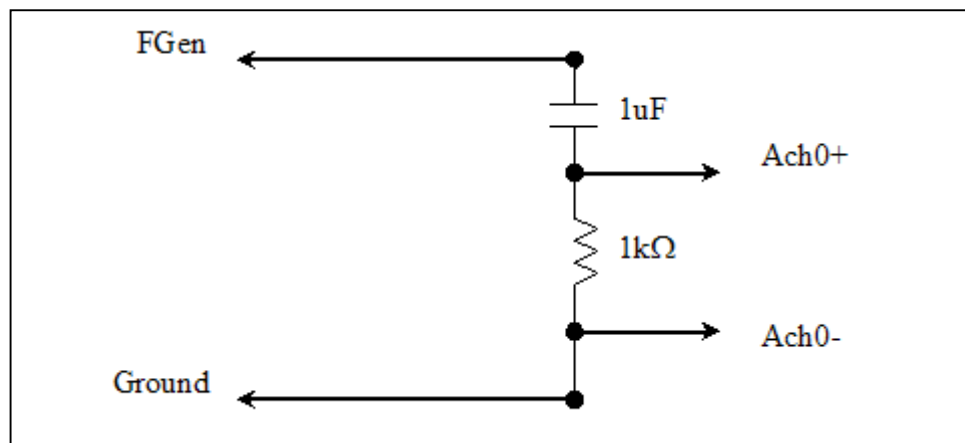 FGen
1uF
Ach0+
1kΩ
Ach0-
Ground